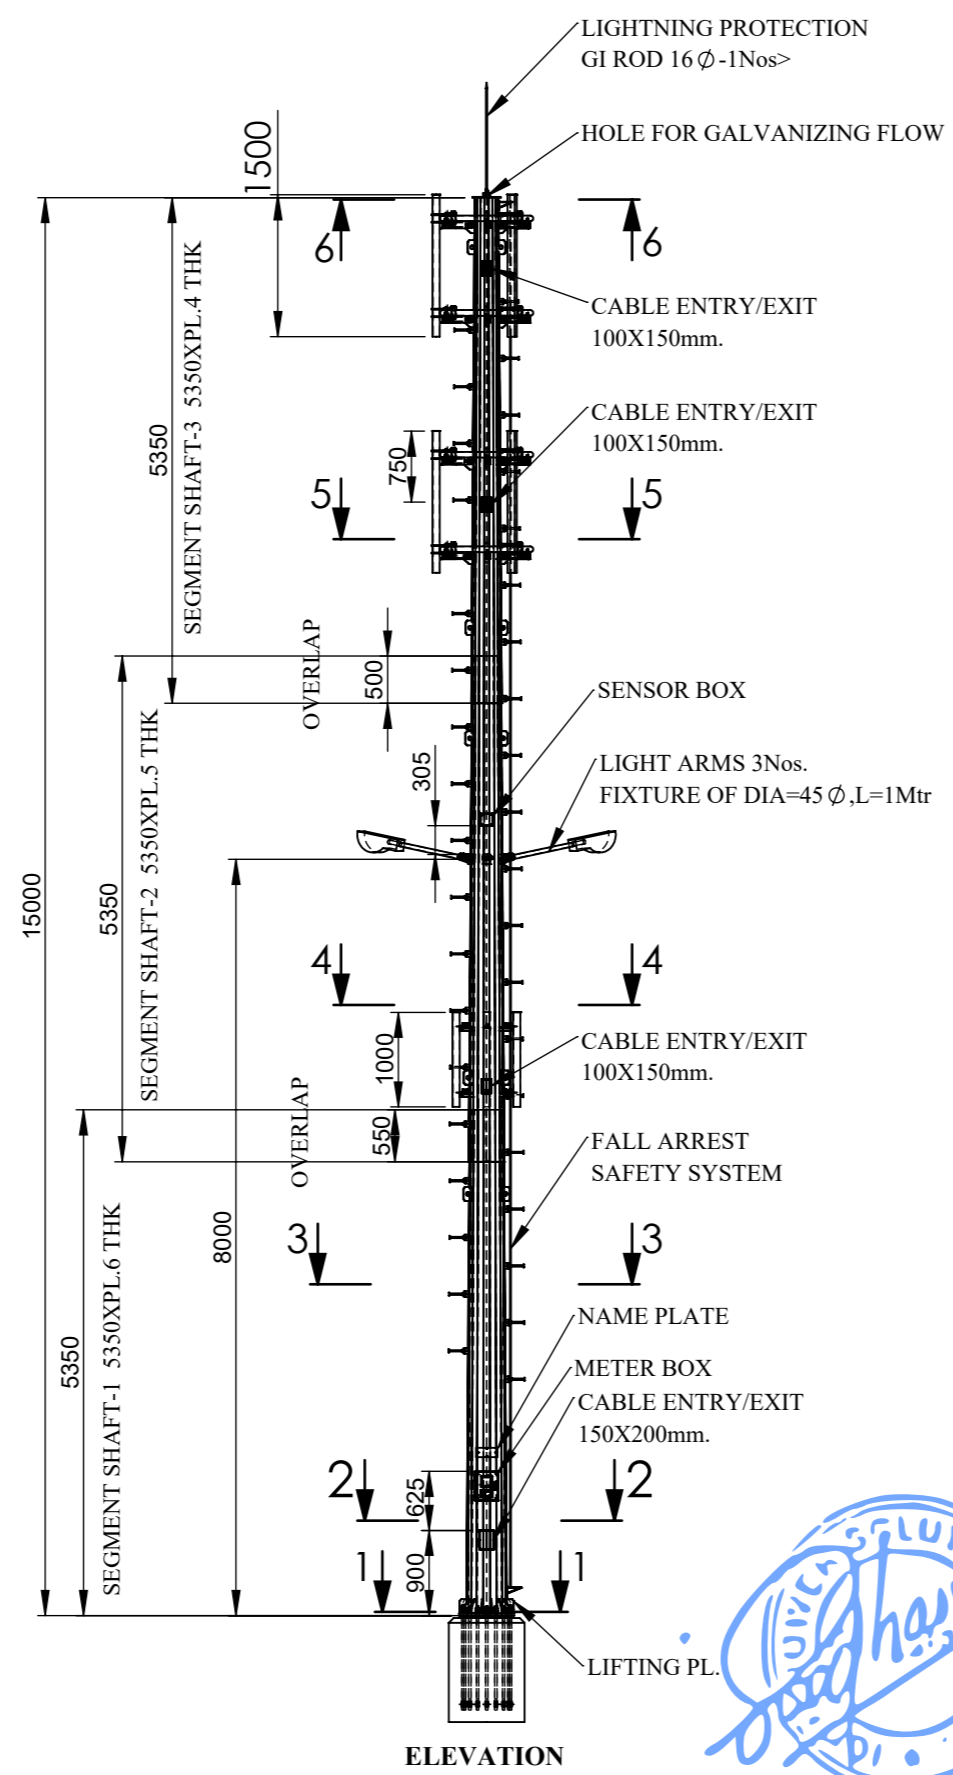 LIGHTNING PROTECTION
GI ROD 16∅-1Nos>
HOLE FOR GALVANIZING FLOW
1500
6
6
CABLE ENTRY/EXIT
100X150mm.
SEGMENT SHAFT-3 5350XPL.4 THK
5350
CABLE ENTRY/EXIT
100X150mm.
750
5
5
OVERLAP
500
SENSOR BOX
305
LIGHT ARMS 3Nos.
FIXTURE OF DIA=45∅,L=1Mtr
15000
5350
SEGMENT SHAFT-2 5350XPL.5 THK
4
4
1000
CABLE ENTRY/EXIT
100X150mm.
OVERLAP
550
FALL ARREST
SAFETY SYSTEM
8000
3
3
NAME PLATE
5350
SEGMENT SHAFT-1 5350XPL.6 THK
METER BOX
CABLE ENTRY/EXIT
150X200mm.
2
2
625
900
1
1
LIFTING PL.
ELEVATION